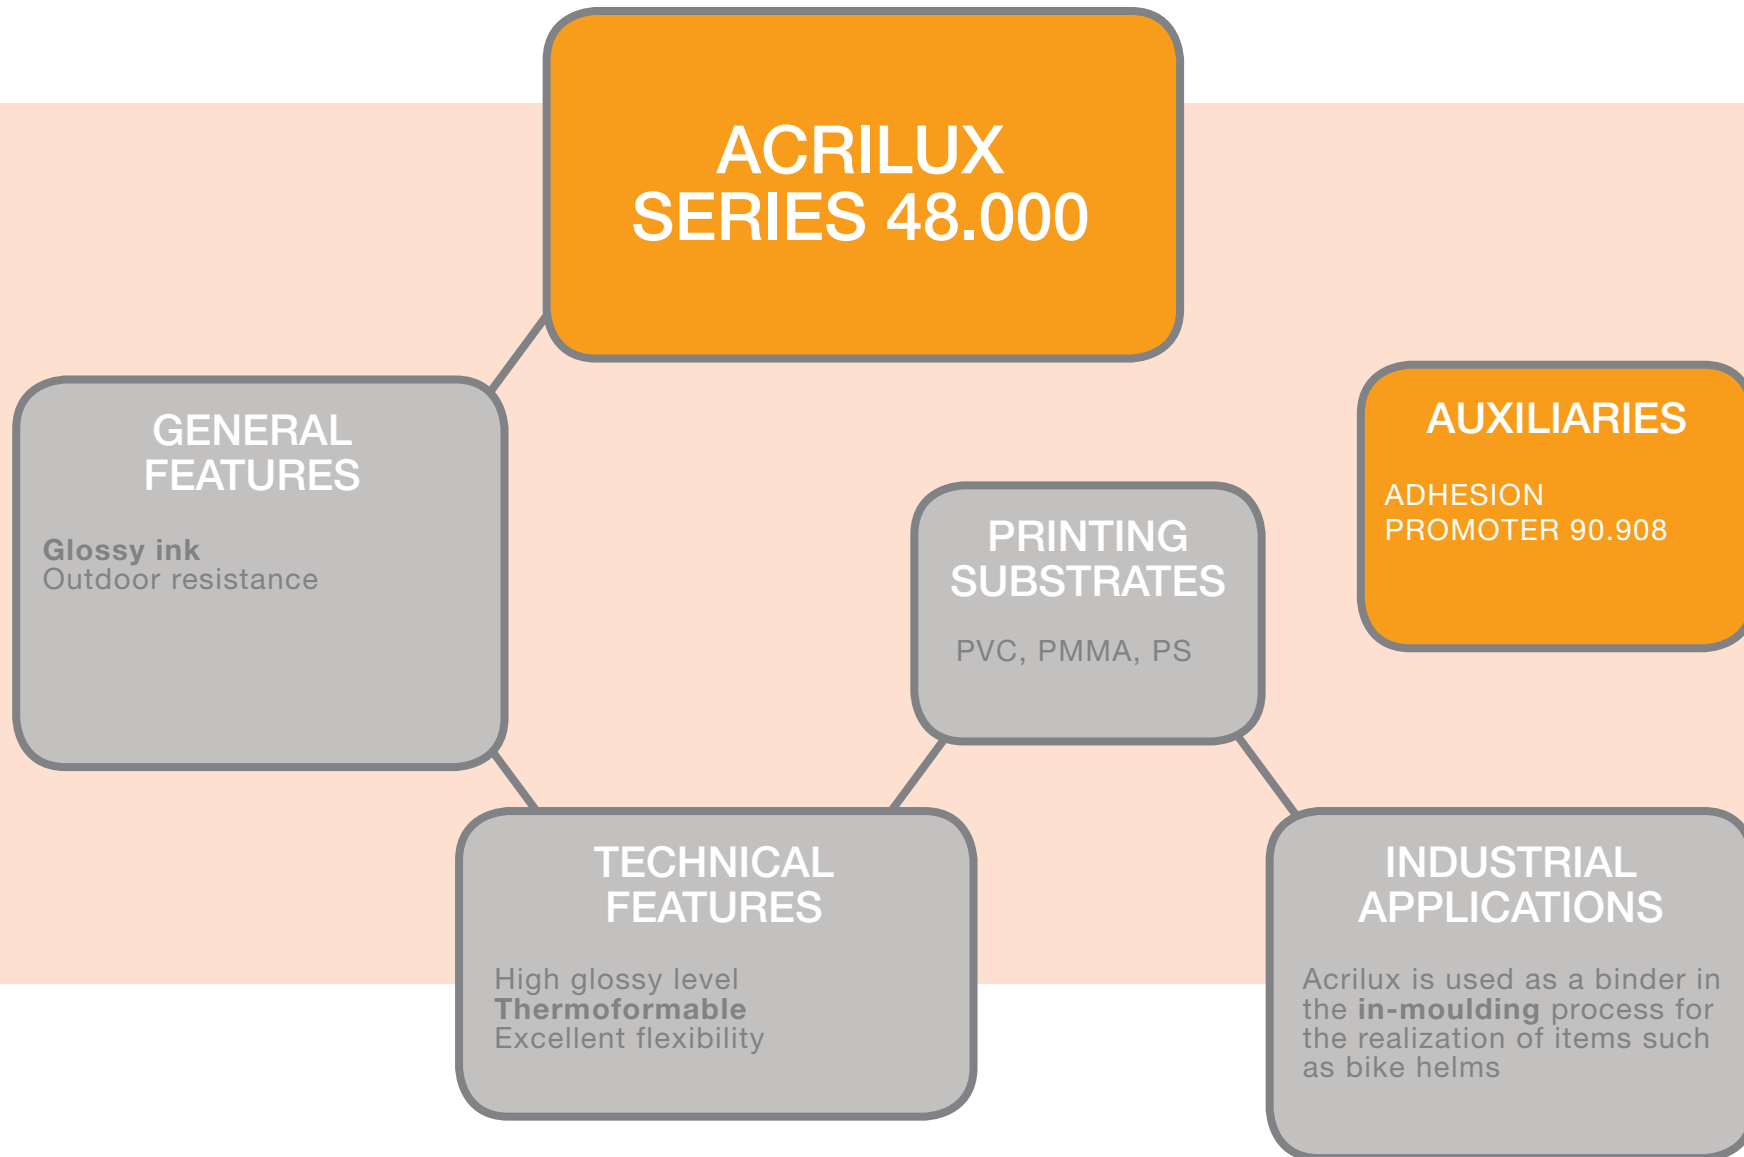 ACRILUX
SERIES 48.000
GENERAL
FEATURES
Glossy ink
Outdoor resistance
AUXILIARIES
ADHESION
PROMOTER 90.908
PRINTING
SUBSTRATES
PVC, PMMA, PS
TECHNICAL
FEATURES
High glossy level
Thermoformable
Excellent flexibility
INDUSTRIAL
APPLICATIONS
Acrilux is used as a binder in
the in-moulding process for
the realization of items such
as bike helms